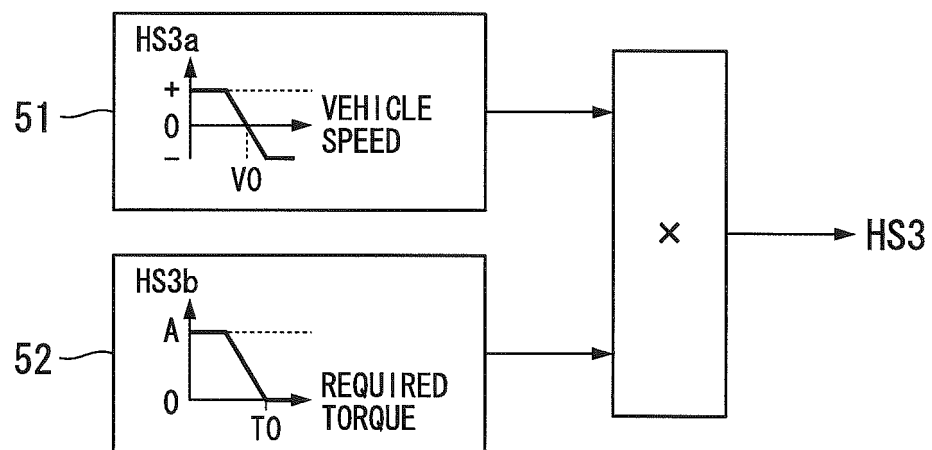 HS3a
+
0
−
V0
VEHICLE
SPEED
51
×
HS3
HS3b
A
0
T0
REQUIRED
TORQUE
52